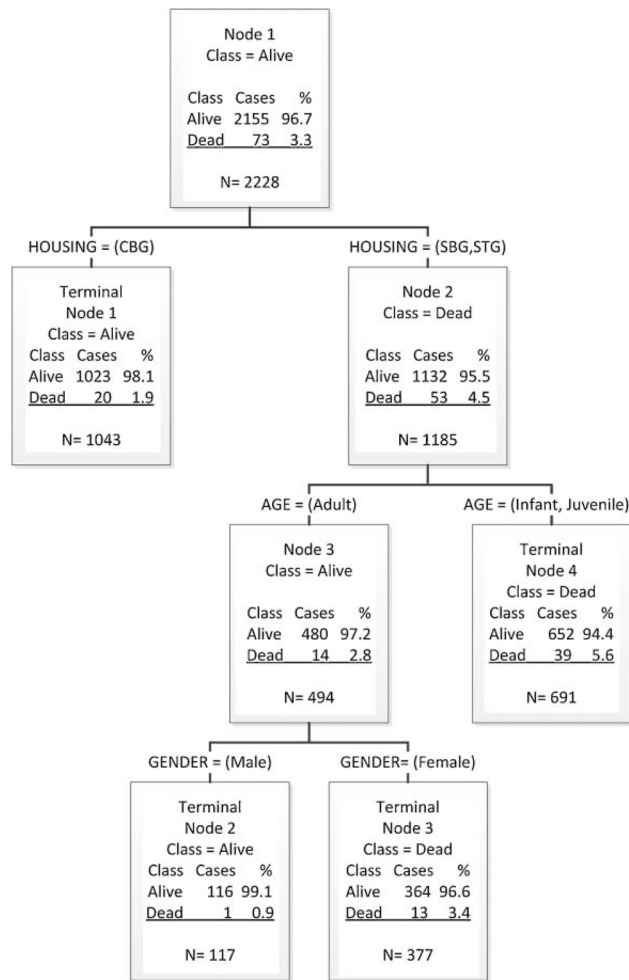 Node 1
Class = Alive
Class Cases %
Alive 2155 96.7
Dead 73 3.3
N= 2228
HOUSING = (CBG)
HOUSING = (SBG,STG)
Terminal
Node 1
Class = Alive
Class Cases %
Alive 1023 98.1
Dead 20 1.9
N= 1043
Node 2
Class = Dead
Class Cases %
Alive 1132 95.5
Dead 53 4.5
N= 1185
AGE = (Adult)
AGE = (Infant, Juvenile)
Node 3
Class = Alive
Class Cases %
Alive 480 97.2
Dead 14 2.8
N= 494
Terminal
Node 4
Class = Dead
Class Cases %
Alive 652 94.4
Dead 39 5.6
N= 691
GENDER = (Male)
GENDER= (Female)
Terminal
Node 2
Class = Alive
Class Cases %
Alive 116 99.1
Dead 1 0.9
N= 117
Terminal
Node 3
Class = Dead
Class Cases %
Alive 364 96.6
Dead 13 3.4
N= 377